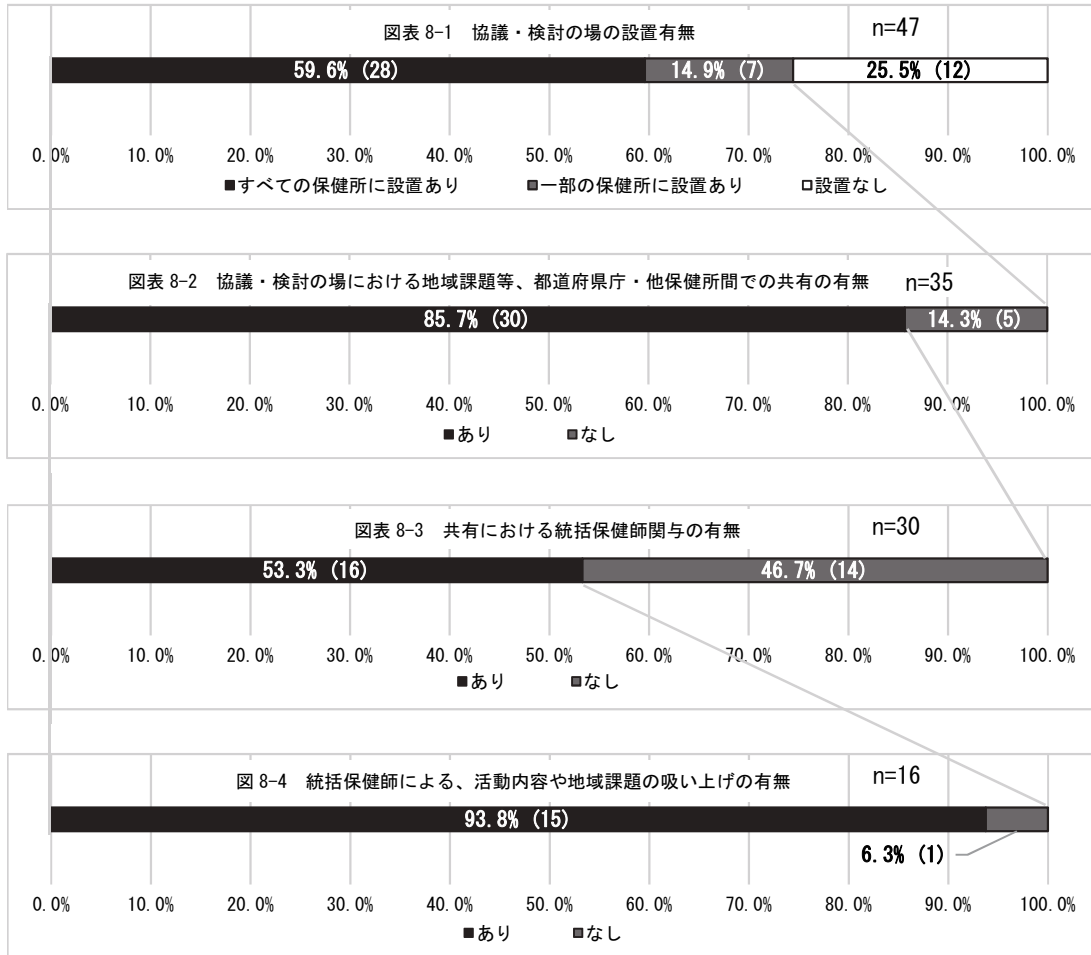 図表 8-1 協議・検討の場の設置有無 n=47
59.6% (28) 14.9% (7) 25.5% (12)
0.0% 10.0% 20.0% 30.0% 40.0% 50.0% 60.0% 70.0% 80.0% 90.0% 100.0%
■すべての保健所に設置あり ■一部の保健所に設置あり □設置なし
図表 8-2 協議・検討の場における地域課題等、都道府県庁・他保健所間での共有の有無 n=35
85.7% (30) 14.3% (5)
0.0% 10.0% 20.0% 30.0% 40.0% 50.0% 60.0% 70.0% 80.0% 90.0% 100.0%
■あり ■なし
図表 8-3 共有における統括保健師関与の有無 n=30
53.3% (16) 46.7% (14)
0.0% 10.0% 20.0% 30.0% 40.0% 50.0% 60.0% 70.0% 80.0% 90.0% 100.0%
■あり ■なし
図 8-4 統括保健師による、活動内容や地域課題の吸い上げの有無 n=16
93.8% (15)
6.3% (1)
0.0% 10.0% 20.0% 30.0% 40.0% 50.0% 60.0% 70.0% 80.0% 90.0% 100.0%
■あり ■なし